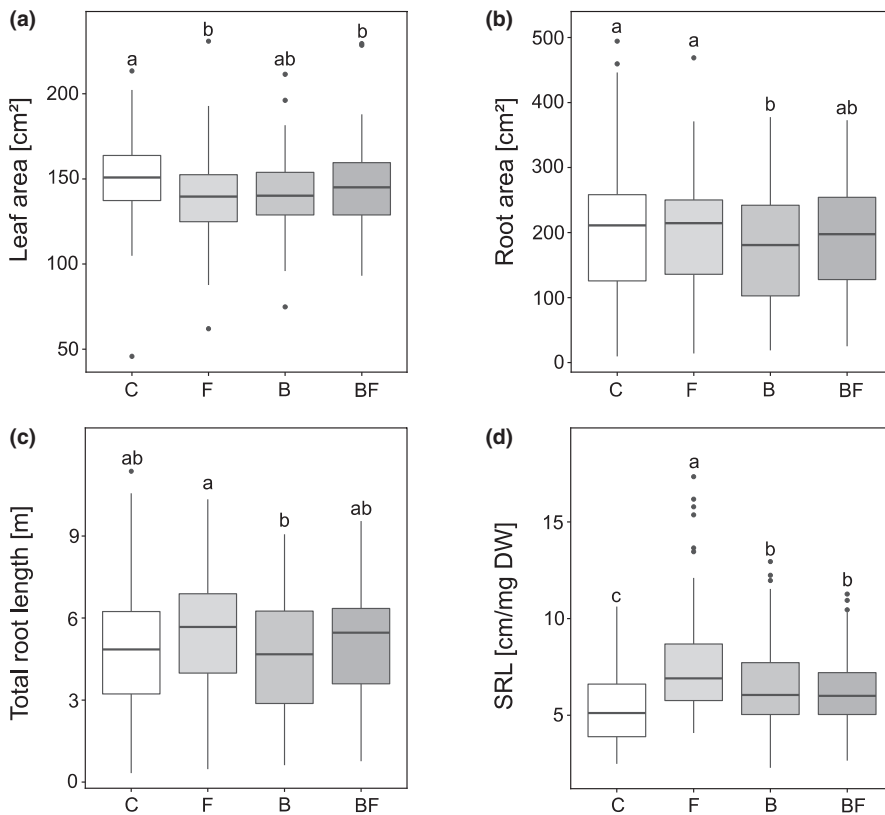 (a)
Leaf area [cm²]
200
150
100
50
a
b
ab
b
C F B BF
(b)
Root area [cm²]
500
400
300
200
100
0
a
a
b
ab
C F B BF
(c)
Total root length [m]
9
6
3
0
ab
a
b
ab
C F B BF
(d)
SRL [cm/mg DW]
15
10
5
c
a
b
b
C F B BF